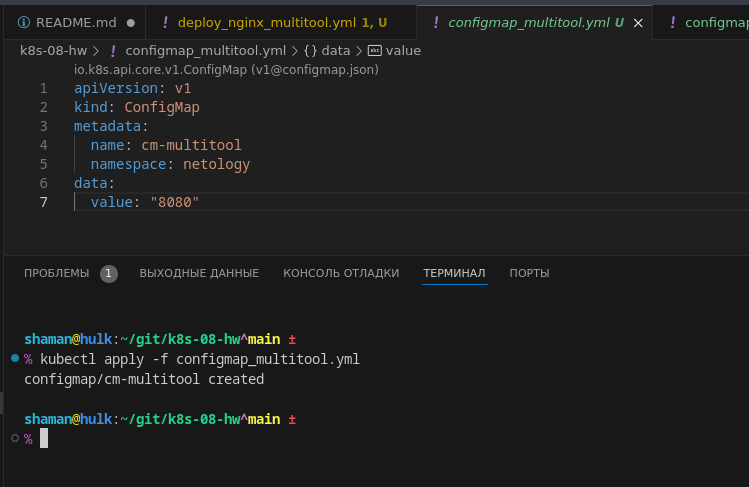 README.md ● ! deploy_nginx_multitool.yml 1, U ! configmap_multitool.yml U × ! configmap
k8s-08-hw > ! configmap_multitool.yml > {} data > abc value
io.k8s.api.core.v1.ConfigMap (v1@configmap.json)
1 apiVersion: v1
2 kind: ConfigMap
3 metadata:
4   name: cm-multitool
5   namespace: netology
6 data:
7   value: "8080"
ПРОБЛЕМЫ 1 ВЫХОДНЫЕ ДАННЫЕ КОНСОЛЬ ОТЛАДКИ ТЕРМИНАЛ ПОРТЫ
shaman@hulk:~/git/k8s-08-hw^main ±
% kubectl apply -f configmap_multitool.yml
configmap/cm-multitool created
shaman@hulk:~/git/k8s-08-hw^main ±
%